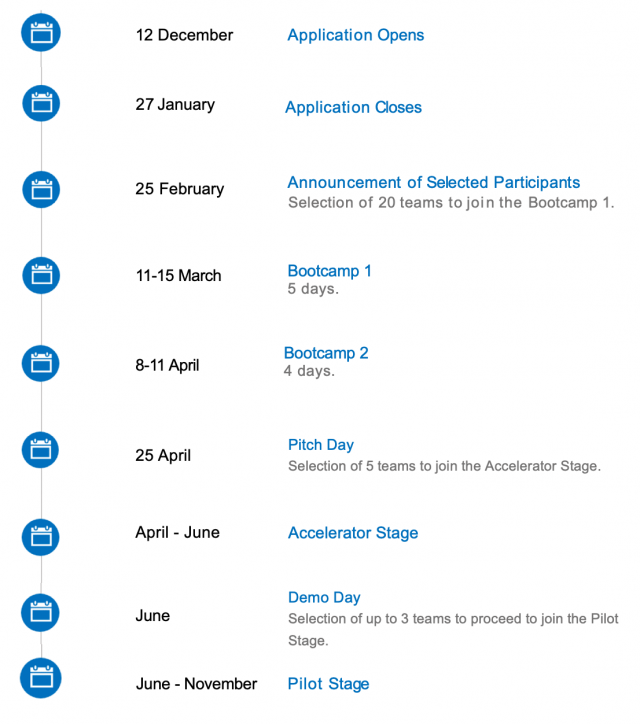 12 December
Application Opens
27 January
Application Closes
25 February
Announcement of Selected Participants
Selection of 20 teams to join the Bootcamp 1.
11-15 March
Bootcamp 1
5 days.
8-11 April
Bootcamp 2
4 days.
25 April
Pitch Day
Selection of 5 teams to join the Accelerator Stage.
April - June
Accelerator Stage
June
Demo Day
Selection of up to 3 teams to proceed to join the Pilot
Stage.
June - November
Pilot Stage